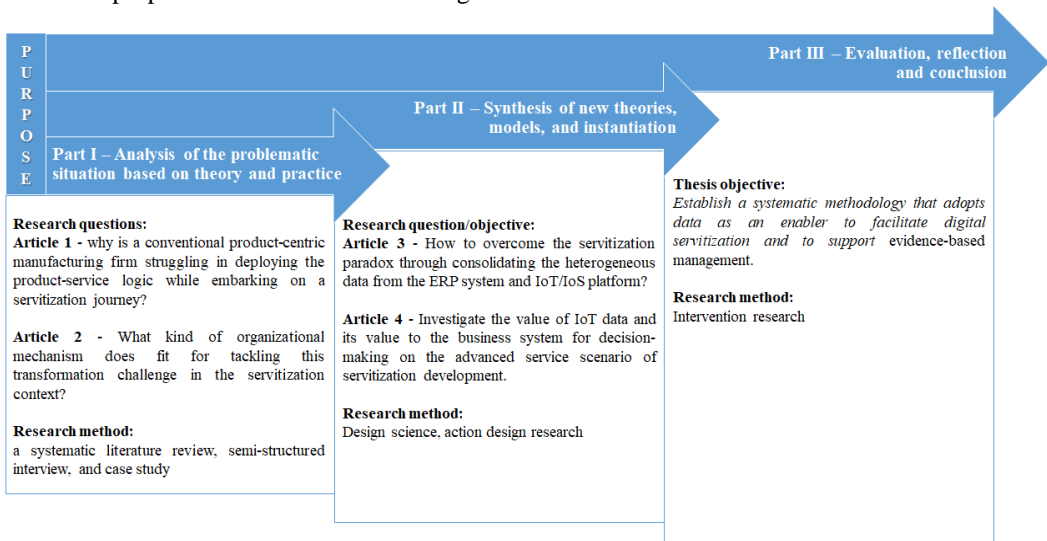 P
U
R
P
O
S
E
Part III – Evaluation, reflection
and conclusion
Part II – Synthesis of new theories,
models, and instantiation
Part I – Analysis of the problematic
situation based on theory and practice
Research questions:
Article 1 - why is a conventional product-centric
manufacturing firm struggling in deploying the
product-service logic while embarking on a
servitization journey?
Article 2 - What kind of organizational
mechanism does fit for tackling this
transformation challenge in the servitization
context?
Research method:
a systematic literature review, semi-structured
interview, and case study
Research question/objective:
Article 3 - How to overcome the servitization
paradox through consolidating the heterogeneous
data from the ERP system and IoT/IoS platform?
Article 4 - Investigate the value of IoT data and
its value to the business system for decision-
making on the advanced service scenario of
servitization development.
Research method:
Design science, action design research
Thesis objective:
Establish a systematic methodology that adopts
data as an enabler to facilitate digital
servitization and to support evidence-based
management.
Research method:
Intervention research